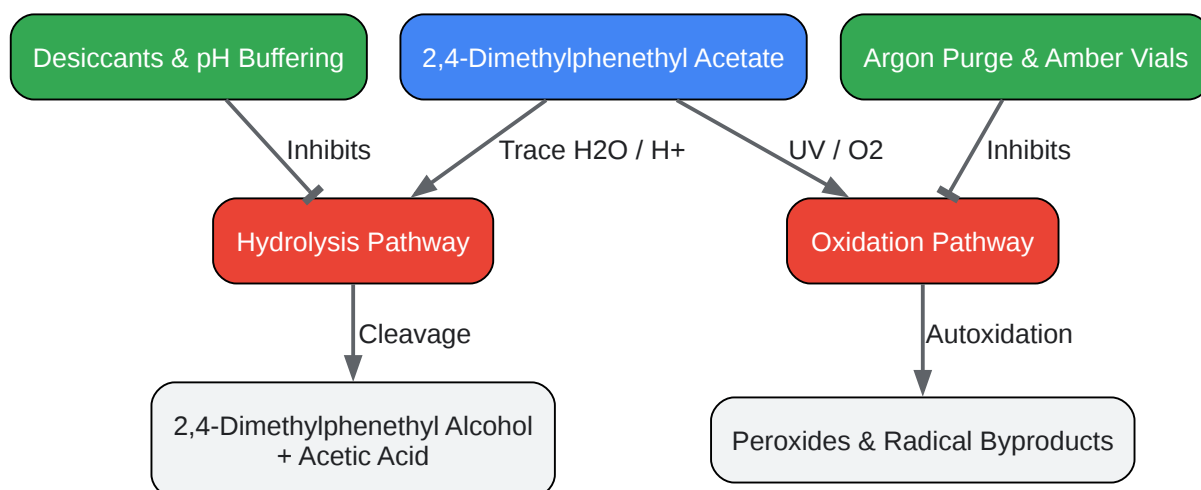 Desiccants & pH Buffering
2,4-Dimethylphenethyl Acetate
Argon Purge & Amber Vials
Inhibits
Trace H2O / H+
UV / O2
Inhibits
Hydrolysis Pathway
Oxidation Pathway
Cleavage
Autoxidation
2,4-Dimethylphenethyl Alcohol
+ Acetic Acid
Peroxides & Radical Byproducts